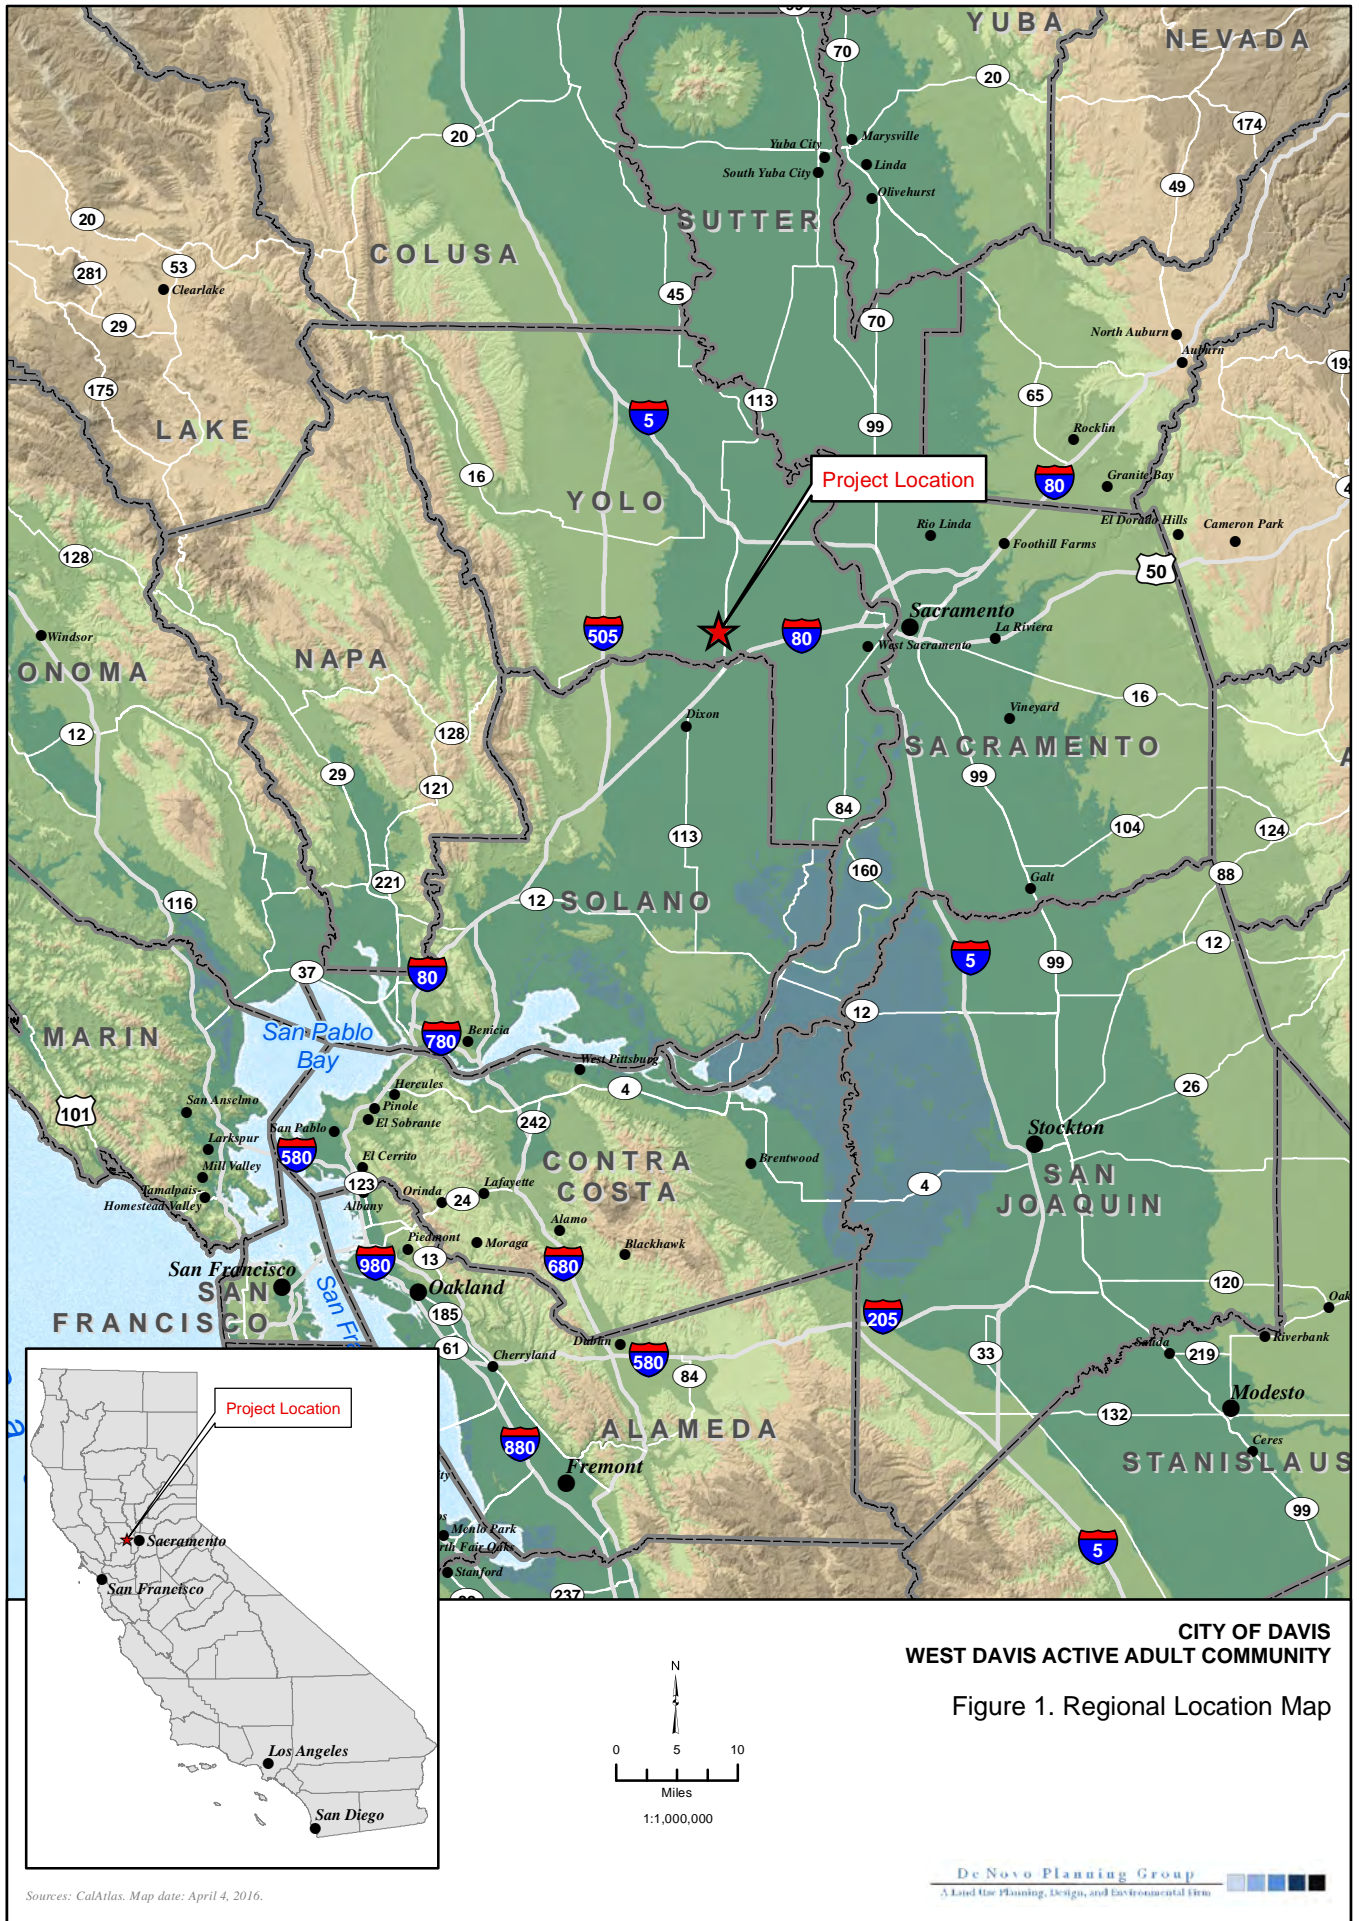 YUBA
NEVADA
70
20
174
20
Marysville
Yuba City
Linda
South Yuba City
49
Olivehurst
20
SUTTER
COLUSA
53
281
Clearlake
45
29
70
North Auburn
Auburn
193
175
65
113
5
99
LAKE
Rocklin
16
Project Location
Granite Bay
80
YOLO
El Dorado Hills
Cameron Park
Rio Linda
Foothill Farms
128
50
Sacramento
505
80
La Riviera
Windsor
West Sacramento
NAPA
ONOMA
16
Dixon
Vineyard
12
128
SACRAMENTO
29
99
121
84
104
124
113
160
88
221
Galt
12
SOLANO
116
12
37
80
5
99
12
San Pablo
Bay
MARIN
780
Benicia
West Pittsburg
Hercules
4
26
101
San Anselmo
Pinole
El Sobrante
242
San Pablo
Stockton
Larkspur
580
El Cerrito
CONTRA
COSTA
Brentwood
Mill Valley
SAN
JOAQUIN
123
4
Tamalpais-
Homestead Valley
Albany
Orinda
24
Lafayette
Alamo
Piedmont
Moraga
Blackhawk
980
13
680
San Francisco
Oakland
120
SAN
FRANCISCO
San Fr
185
205
61
Dublin
Riverbank
Cherryland
580
33
Salida
219
84
Modesto
132
ALAMEDA
880
Ceres
STANISLAUS
Fremont
99
Menlo Park
rth Fair Oaks
5
Stanford
237
Project Location
Sacramento
San Francisco
Los Angeles
San Diego
CITY OF DAVIS
WEST DAVIS ACTIVE ADULT COMMUNITY
Figure 1. Regional Location Map
N
0 5 10
Miles
1:1,000,000
De Novo Planning Group
A Land Use Planning, Design, and Environmental Firm
Sources: CalAtlas. Map date: April 4, 2016.